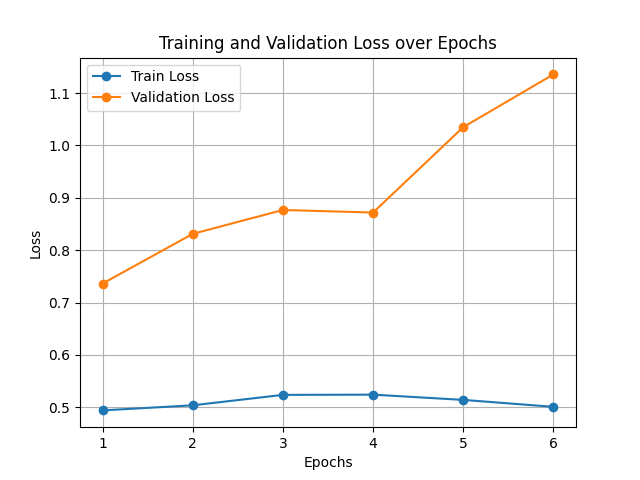 Training and Validation Loss over Epochs
Train Loss
Validation Loss
1.1
1.0
0.9
0.8
0.7
0.6
0.5
Loss
1 2 3 4 5 6
Epochs